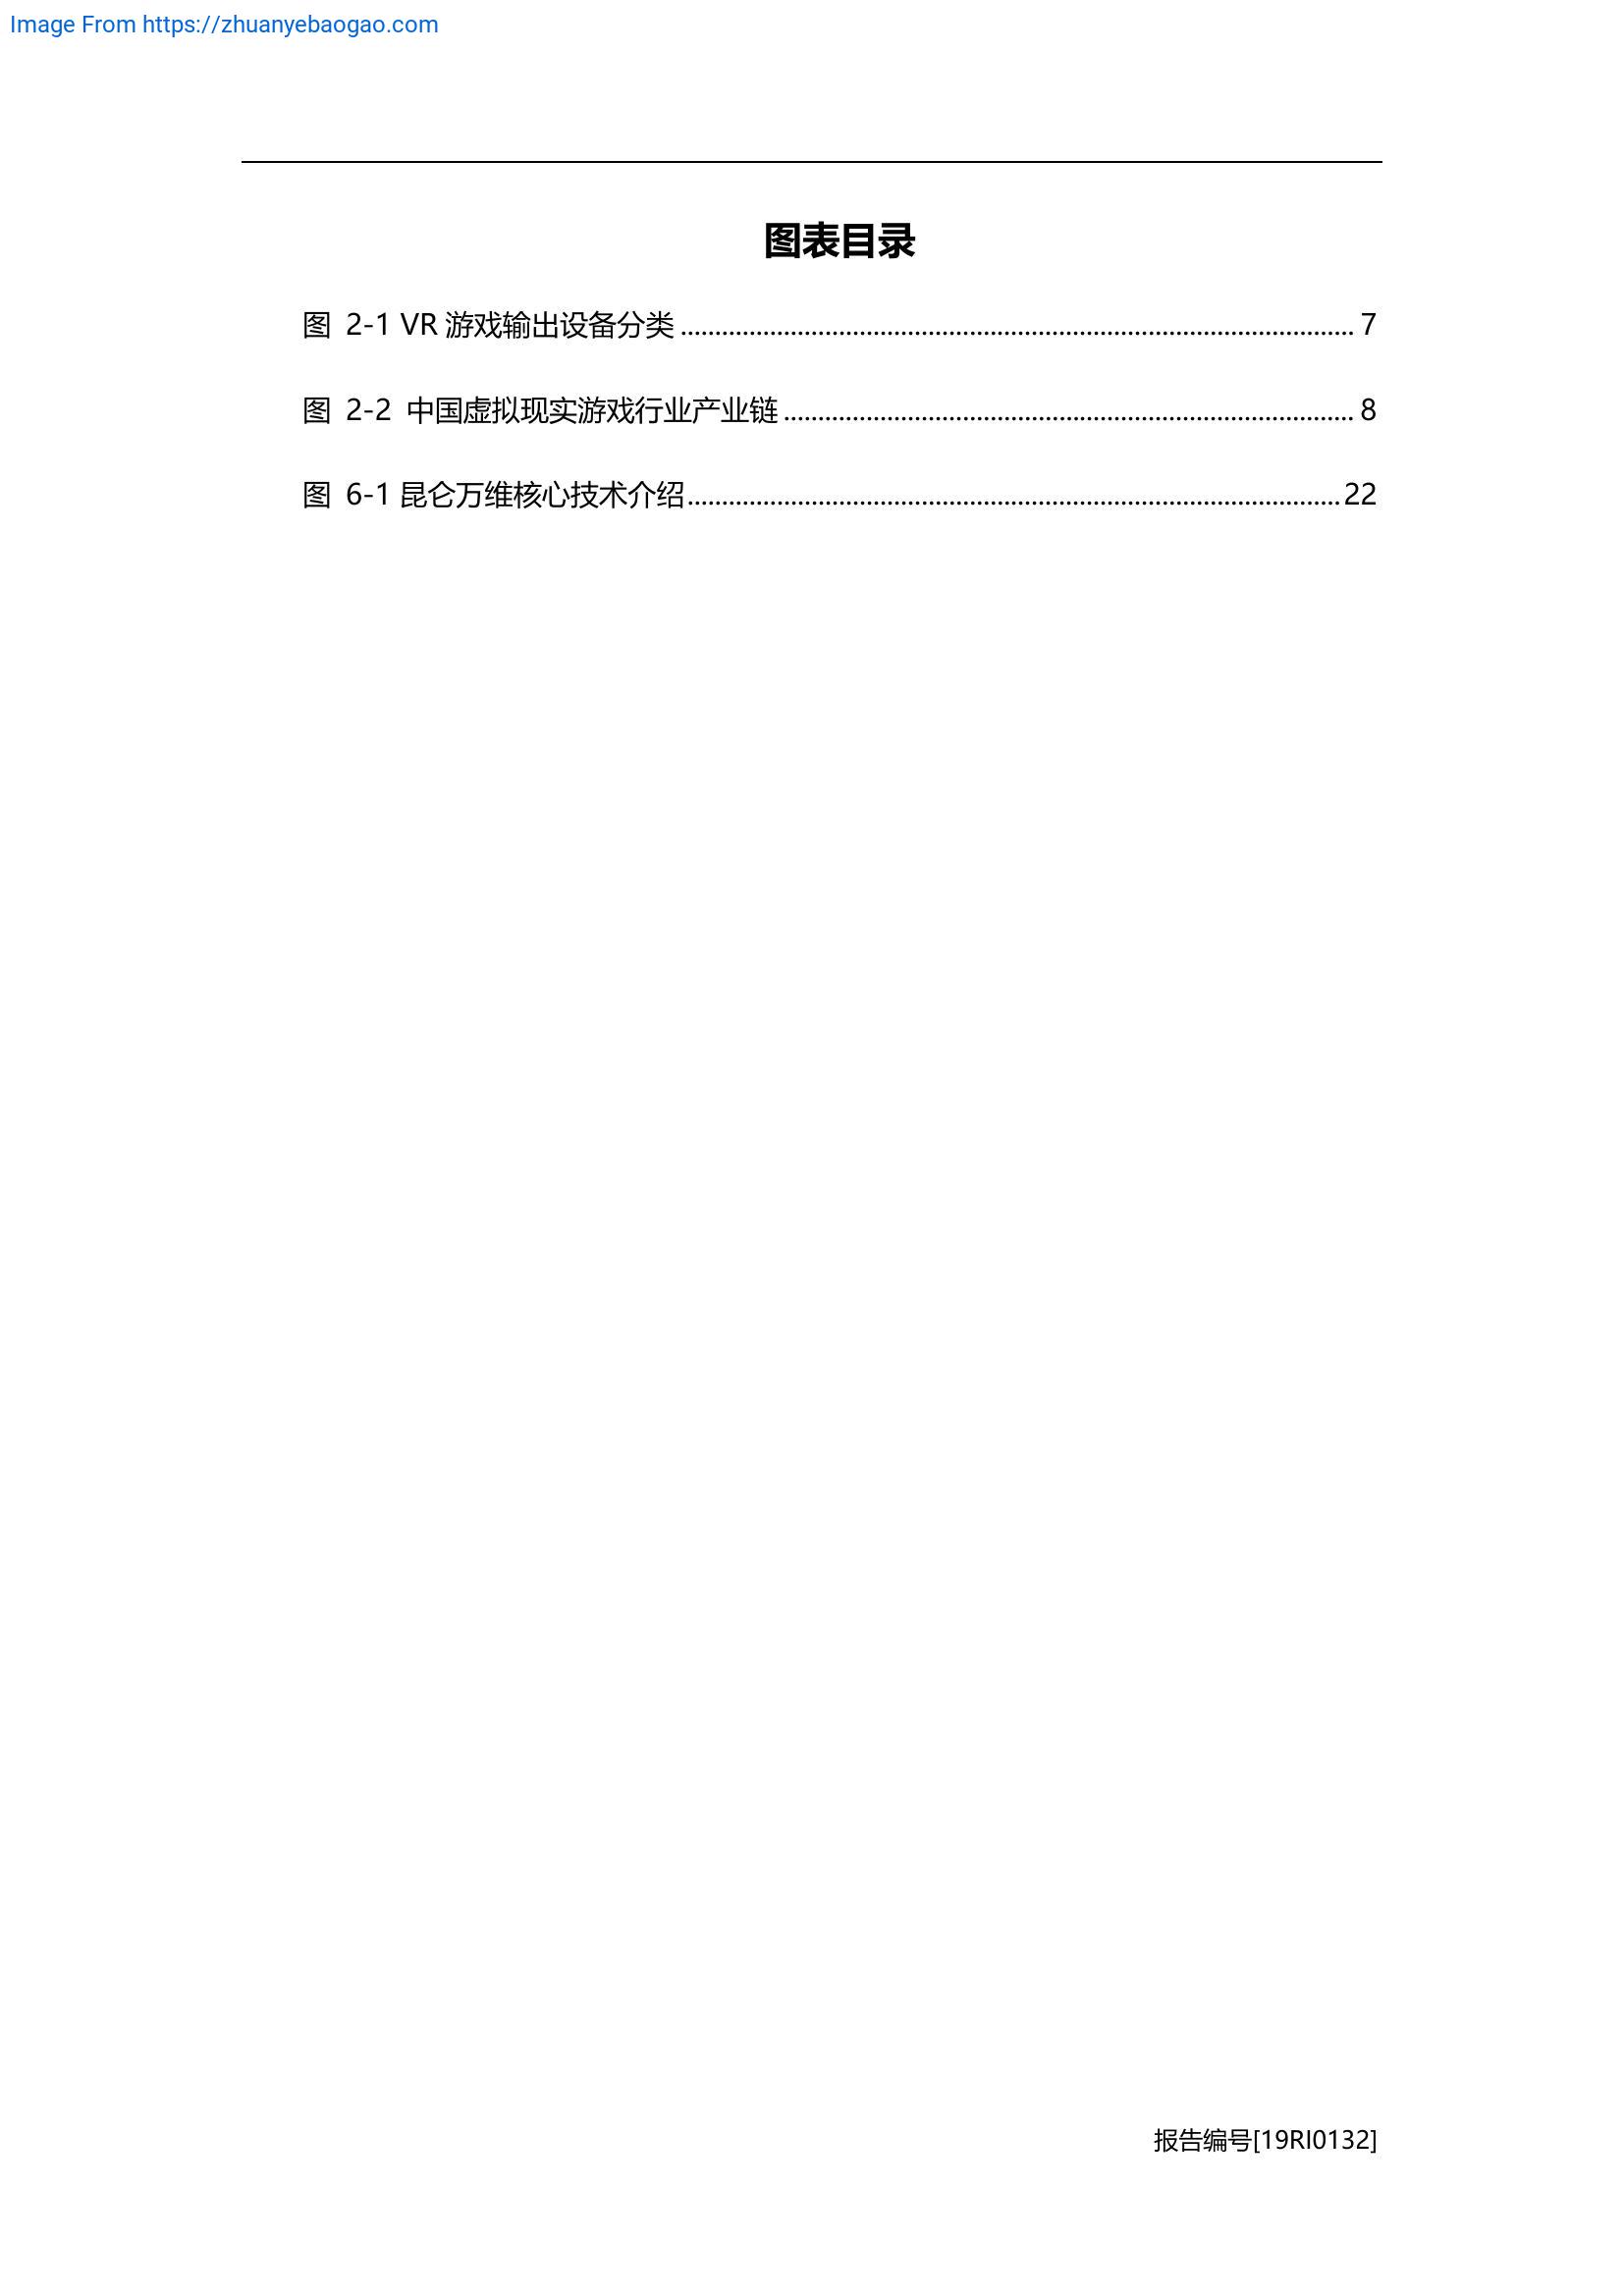 Image From https://zhuanyebaogao.com
图表目录
图 2-1 VR 游戏输出设备分类 ........................................................................................................ 7
图 2-2 中国虚拟现实游戏行业产业链 ........................................................................................ 8
图 6-1 昆仑万维核心技术介绍 ................................................................................................... 22
报告编号[19RI0132]